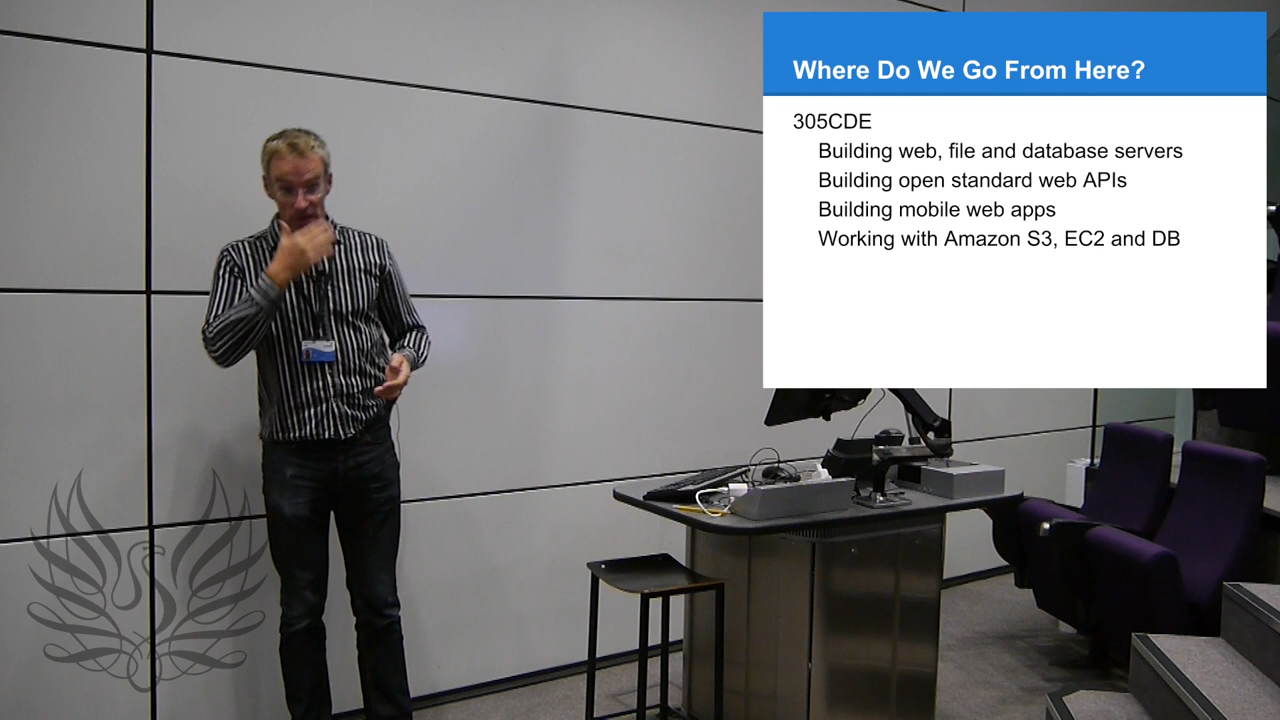 Where Do We Go From Here?
305CDE
Building web, file and database servers
Building open standard web APIs
Building mobile web apps
Working with Amazon S3, EC2 and DB